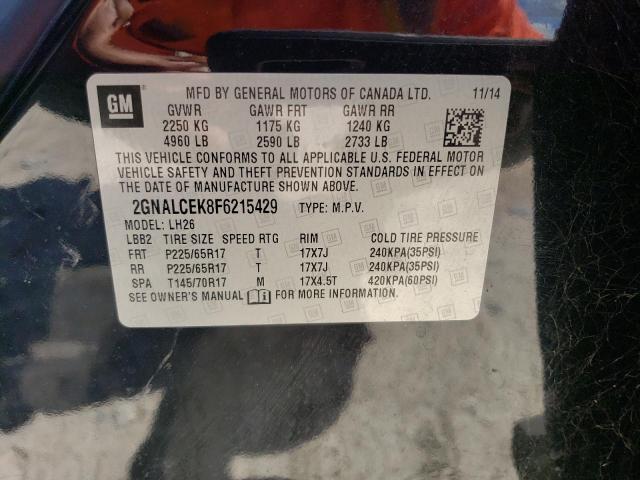 GM
MFD BY GENERAL MOTORS OF CANADA LTD. 11/14
GVWR GAWR FRT GAWR RR
2250 KG 1175 KG 1240 KG
4960 LB 2590 LB 2733 LB
THIS VEHICLE CONFORMS TO ALL APPLICABLE U.S. FEDERAL MOTOR
VEHICLE SAFETY AND THEFT PREVENTION STANDARDS IN EFFECT ON
THE DATE OF MANUFACTURE SHOWN ABOVE.
2GNALCEK8F6215429 TYPE: M.P.V.
MODEL: LH26
LBB2 TIRE SIZE SPEED RTG RIM COLD TIRE PRESSURE
FRT P225/65R17 T 17X7J 240KPA(35PSI)
RR P225/65R17 T 17X7J 240KPA(35PSI)
SPA T145/70R17 M 17X4.5T 420KPA(60PSI)
SEE OWNER'S MANUAL FOR MORE INFORMATION.